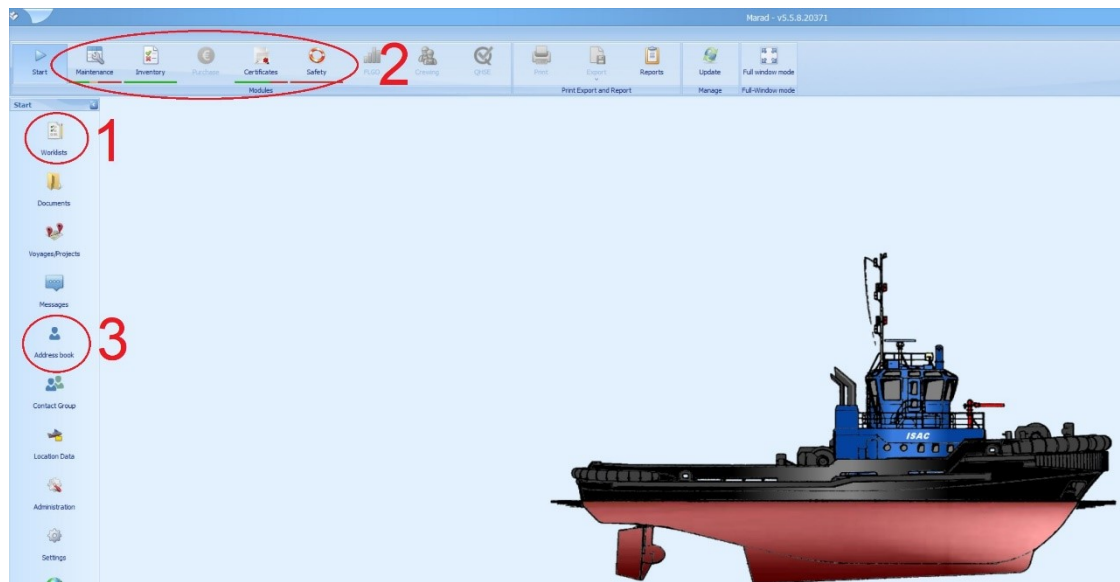 Marad - v5.5.8.20371
Start
Maintenance
Inventory
Purchase
Certificates
Safety
2
Crewing
QHSE
Print
Export
Reports
Update
Full window mode
Modules
Print Export and Report
Manage
Full-Window mode
Start
1
Worklists
Documents
Voyages/Projects
Messages
3
Address book
Contact Group
Location Data
Administration
Settings
ISAC